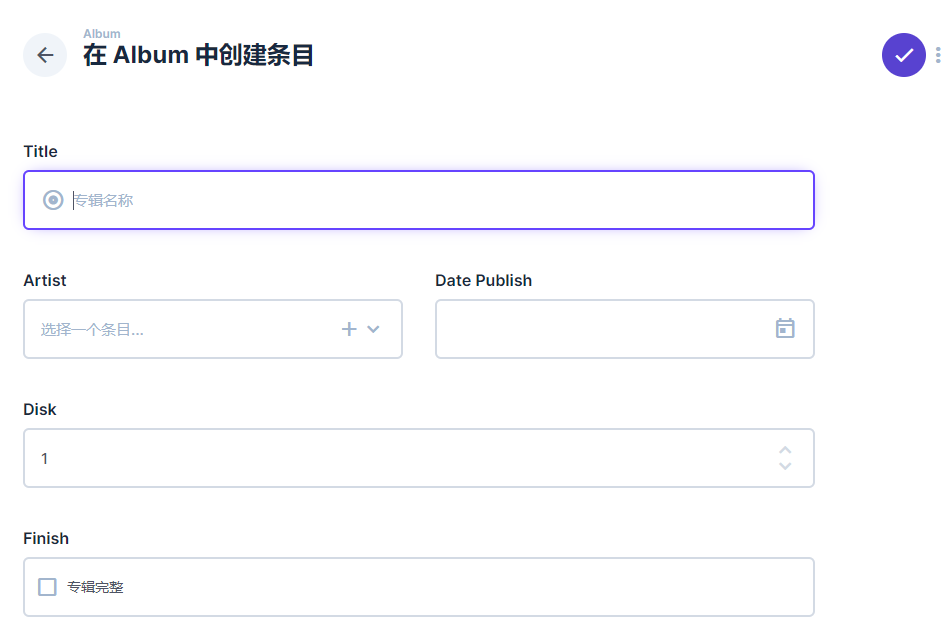 Album
在 Album 中创建条目
Title
专辑名称
Artist
Date Publish
选择一个条目...
Disk
1
Finish
专辑完整